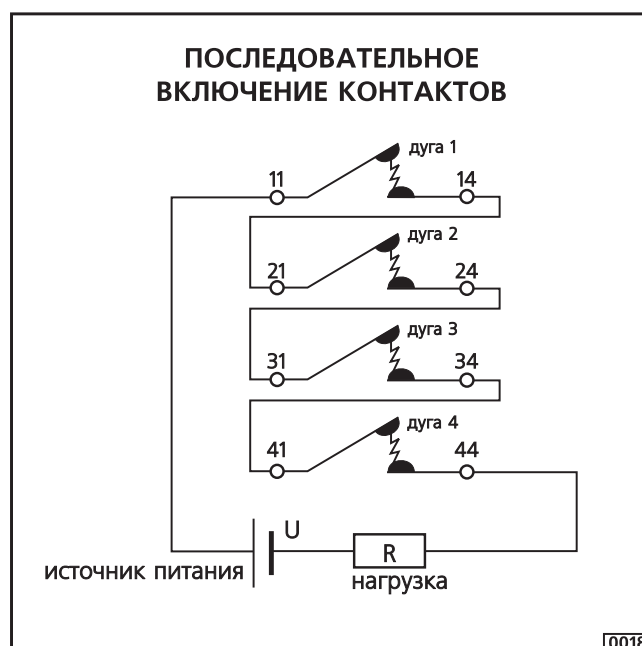 ПОСЛЕДОВАТЕЛЬНОЕ
ВКЛЮЧЕНИЕ КОНТАКТОВ
дуга 1
11
14
дуга 2
21
24
дуга 3
31
34
дуга 4
41
44
U
R
источник питания
нагрузка
0018